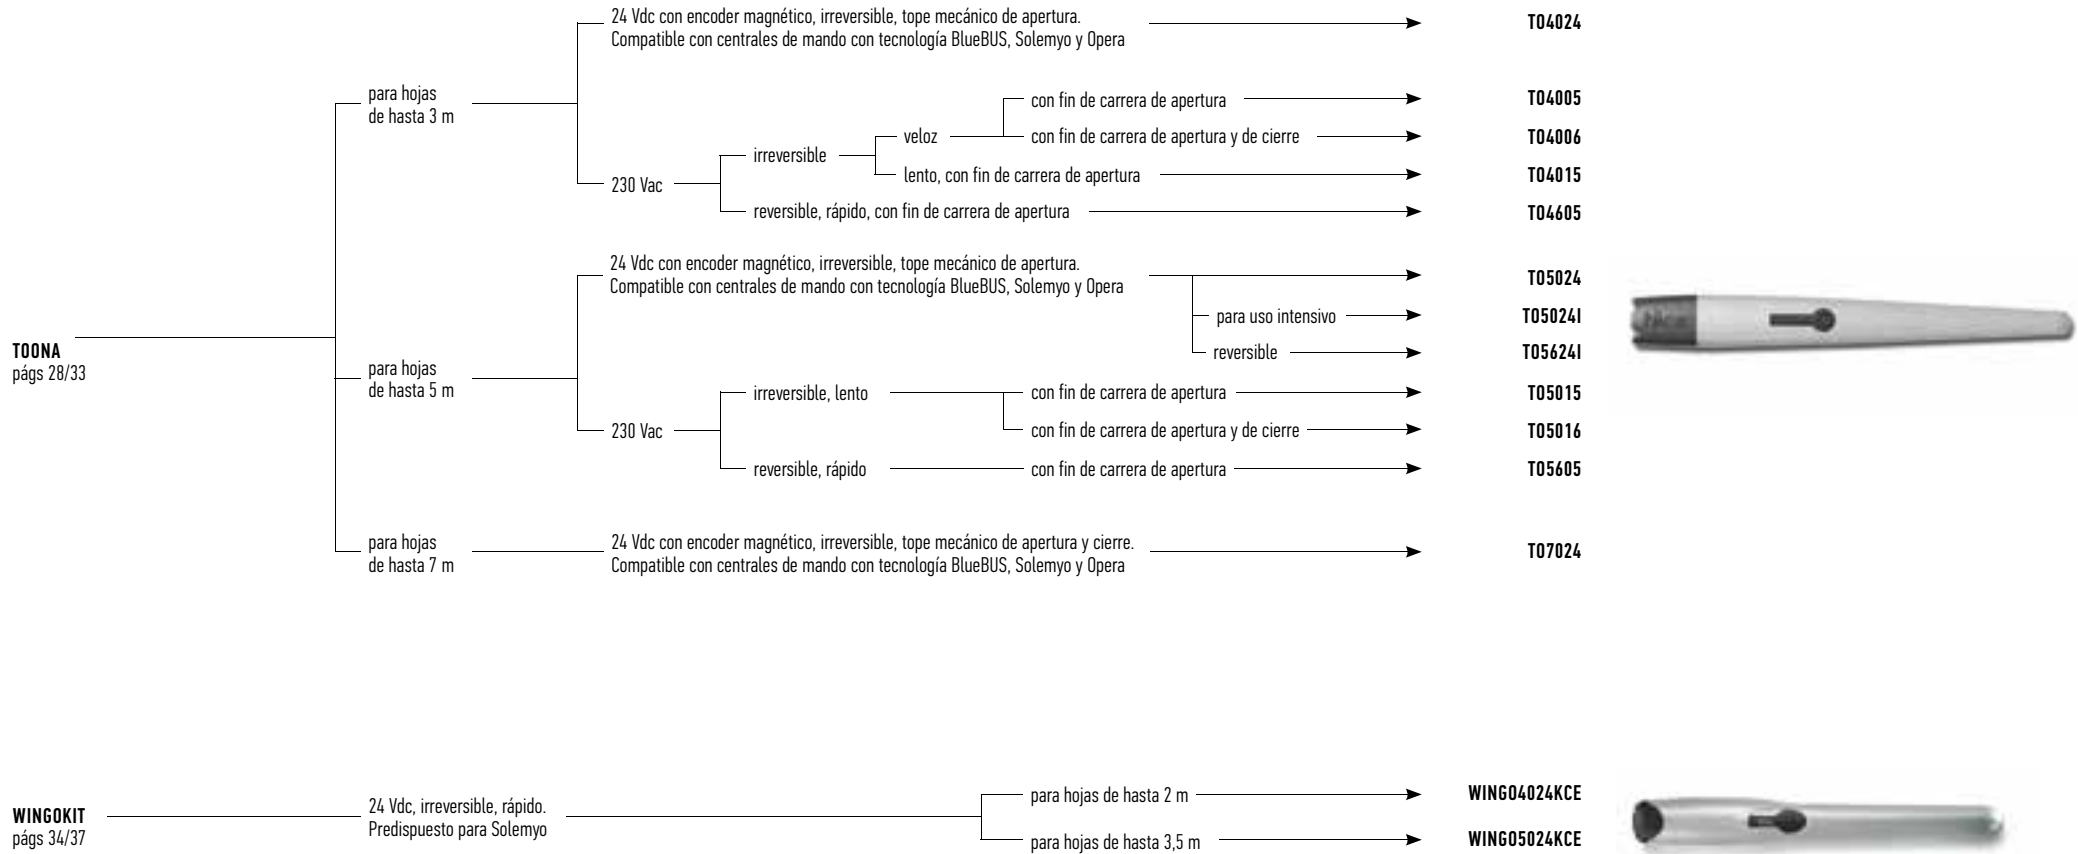 24 Vdc con encoder magnético, irreversible, tope mecánico de apertura.
Compatible con centrales de mando con tecnología BlueBUS, Solemyo y Opera
TO4024
para hojas
de hasta 3 m
con fin de carrera de apertura
TO4005
veloz
con fin de carrera de apertura y de cierre
TO4006
irreversible
lento, con fin de carrera de apertura
TO4015
230 Vac
reversible, rápido, con fin de carrera de apertura
TO4605
24 Vdc con encoder magnético, irreversible, tope mecánico de apertura.
Compatible con centrales de mando con tecnología BlueBUS, Solemyo y Opera
TO5024
para uso intensivo
TO5024I
reversible
TO5624I
TOONA
págs 28/33
para hojas
de hasta 5 m
irreversible, lento
con fin de carrera de apertura
TO5015
230 Vac
con fin de carrera de apertura y de cierre
TO5016
reversible, rápido
con fin de carrera de apertura
TO5605
para hojas
de hasta 7 m
24 Vdc con encoder magnético, irreversible, tope mecánico de apertura y cierre.
Compatible con centrales de mando con tecnología BlueBUS, Solemyo y Opera
TO7024
WINGOKIT
págs 34/37
24 Vdc, irreversible, rápido.
Predispuesto para Solemyo
para hojas de hasta 2 m
WINGO4024KCE
para hojas de hasta 3,5 m
WINGO5024KCE